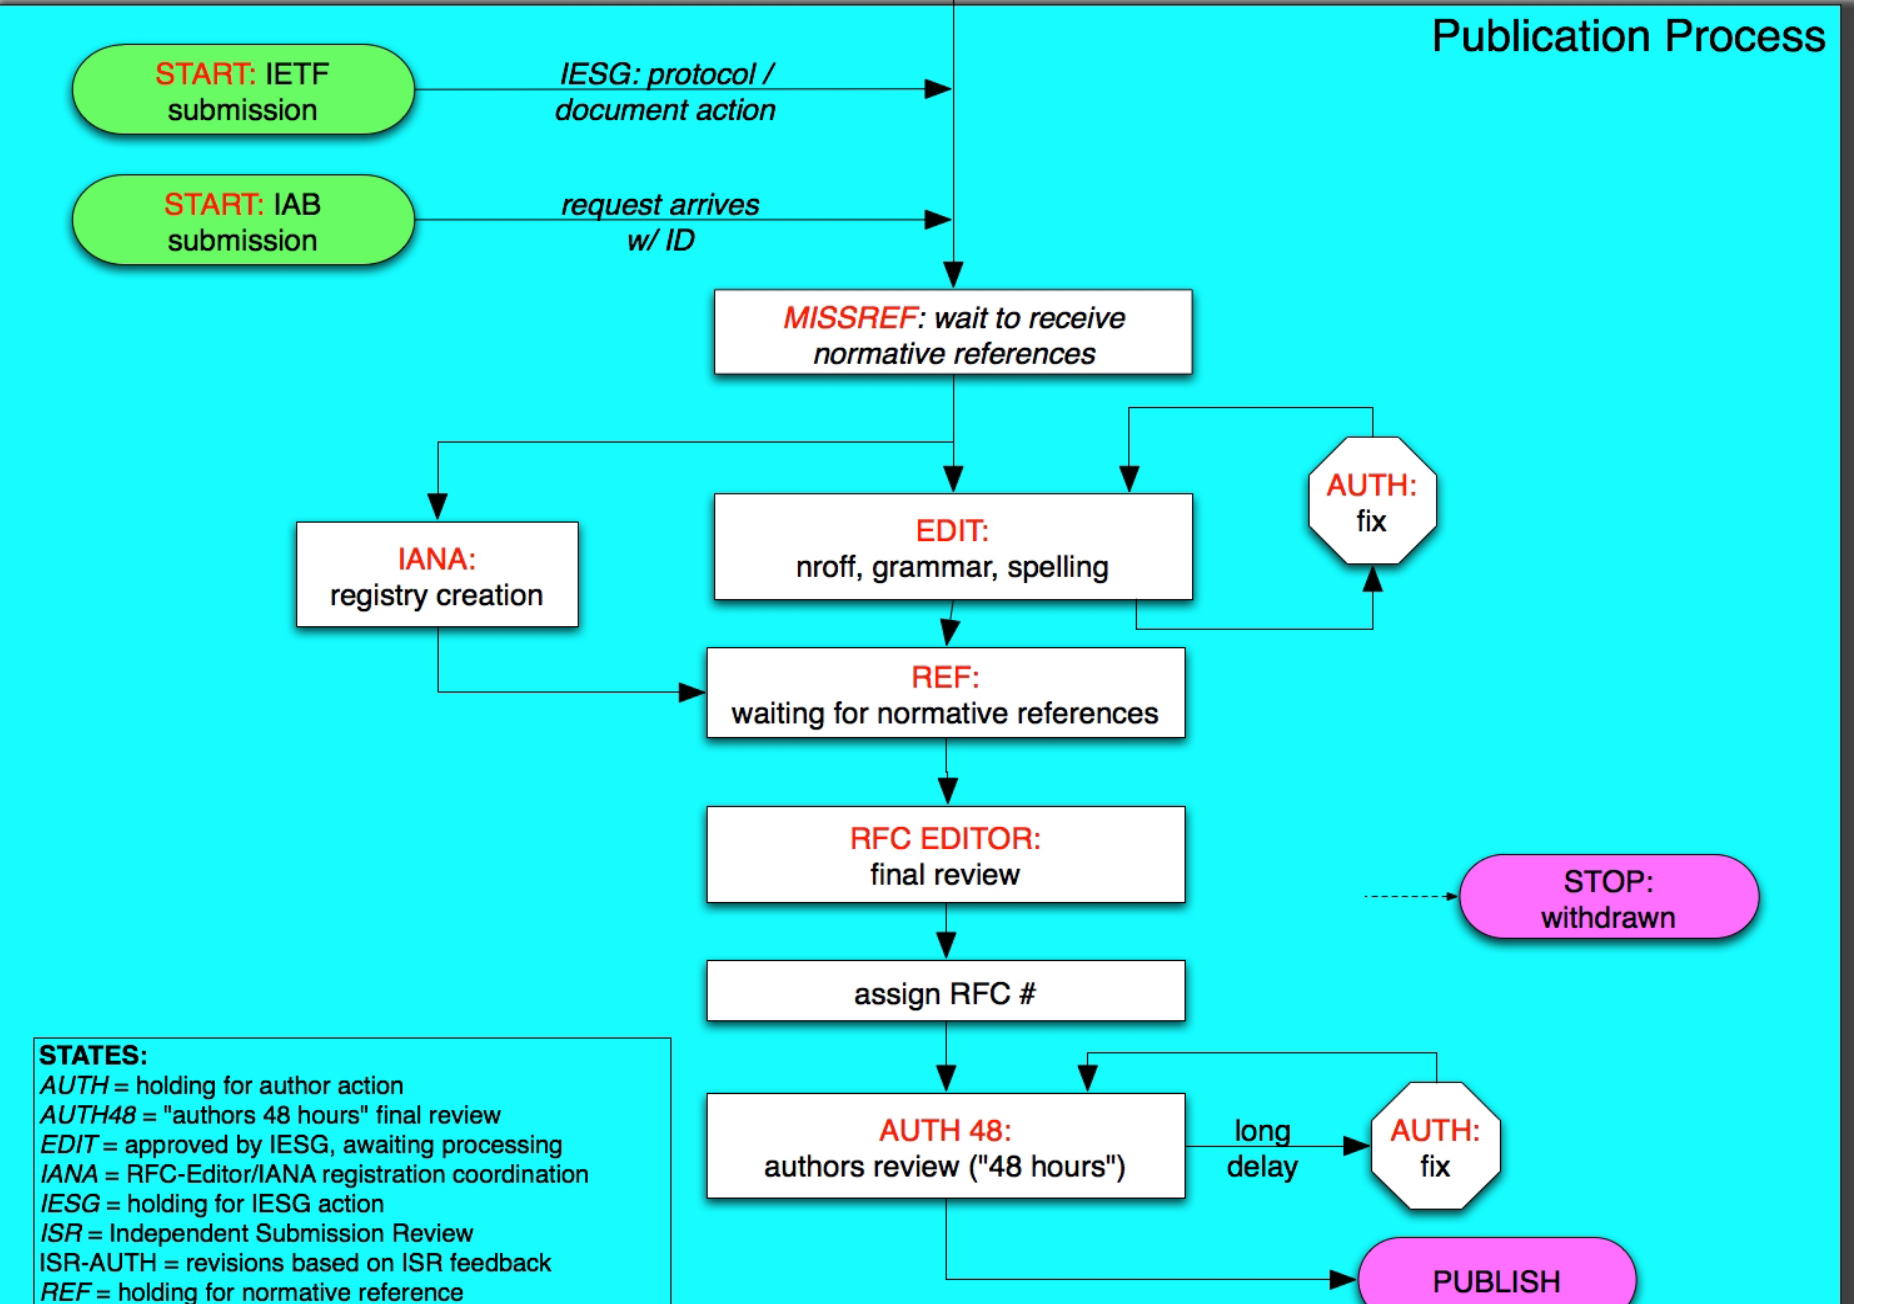 Publication Process
START: IETF
submission
IESG: protocol /
document action
START: IAB
submission
request arrives
w/ ID
MISSREF: wait to receive
normative references
AUTH:
fix
EDIT:
nroff, grammar, spelling
IANA:
registry creation
REF:
waiting for normative references
RFC EDITOR:
final review
STOP:
withdrawn
assign RFC #
AUTH 48:
authors review ("48 hours")
long
delay
AUTH:
fix
PUBLISH
STATES:
AUTH = holding for author action
AUTH48 = "authors 48 hours" final review
EDIT = approved by IESG, awaiting processing
IANA = RFC-Editor/IANA registration coordination
IESG = holding for IESG action
ISR = Independent Submission Review
ISR-AUTH = revisions based on ISR feedback
REF = holding for normative reference